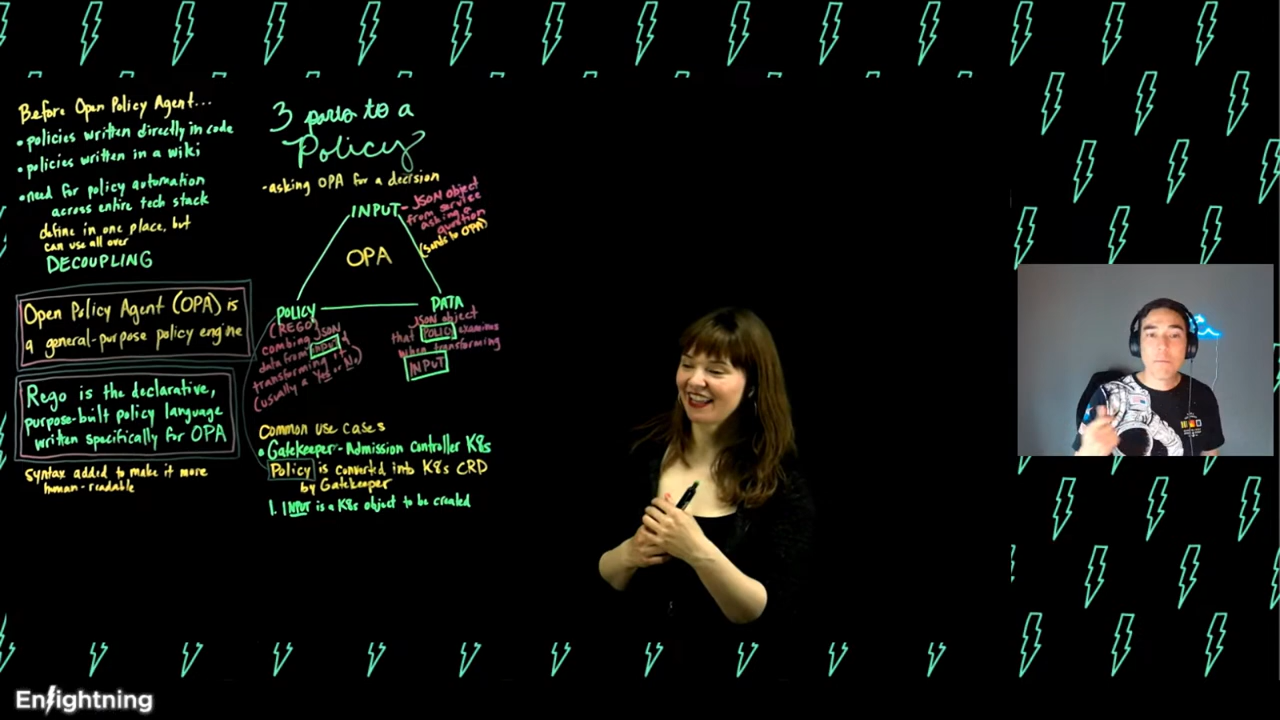 Before Open Policy Agent...
• policies written directly in code
• policies written in a wiki
• need for policy automation
across entire tech stack
define in one place, but
can use all over
DECOUPLING
Open Policy Agent (OPA) is
a general-purpose policy engine
Rego is the declarative,
purpose-built policy language
written specifically for OPA
Syntax added to make it more
human-readable
3 parts to a
Policy
- asking OPA for a decision
INPUT - JSON object
from service
asking a
question
(sends to OPA)
OPA
POLICY
(REGO)
combining JSON
data from INPUT &
transforming it
(usually a Yes or No)
DATA
JSON object
that POLICY examines
when transforming
INPUT
Common use cases
• Gatekeeper - Admission Controller K8s
Policy is converted into K8s CRD
by Gatekeeper
1. INPUT is a K8s object to be created
Enlightning